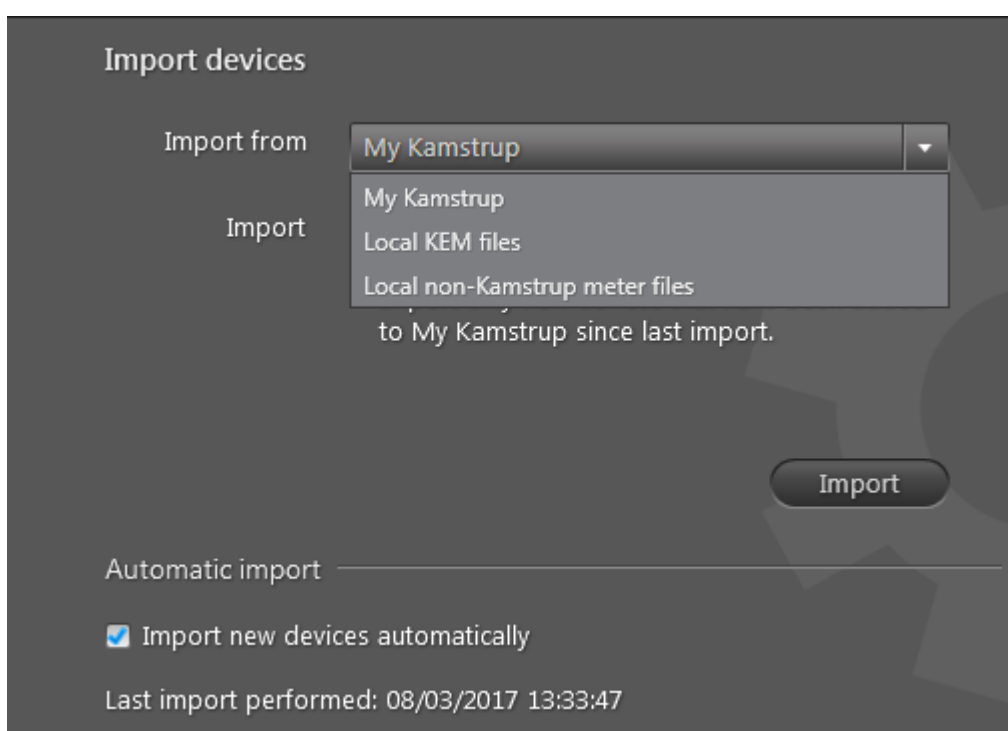 Import devices
Import from
My Kamstrup
My Kamstrup
Local KEM files
Import
Local non-Kamstrup meter files
to My Kamstrup since last import.
Import
Automatic import
Import new devices automatically
Last import performed: 08/03/2017 13:33:47